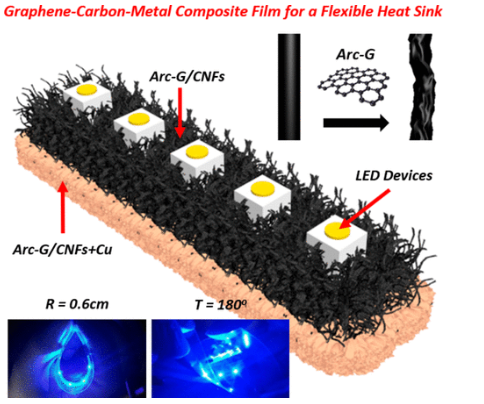 Graphene-Carbon-Metal Composite Film for a Flexible Heat Sink
Arc-G/CNFs
Arc-G
LED Devices
Arc-G/CNFs+Cu
R = 0.6cm
T = 180º